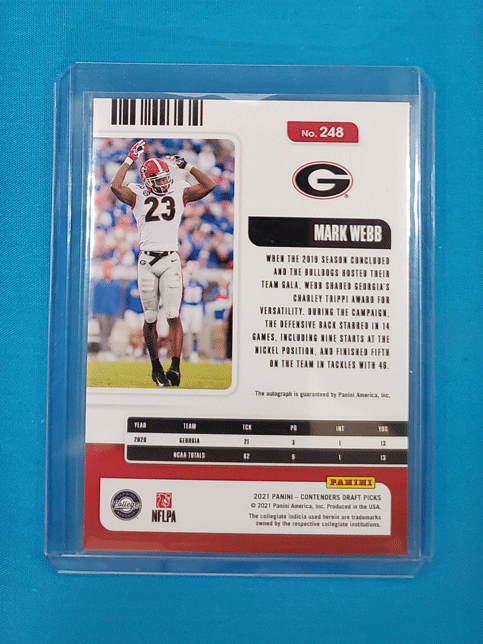 No. 248
G
MARK WEBB
23
WHEN THE 2019 SEASON CONCLUDED
AND THE BULLDOGS HOSTED THEIR
TEAM GALA, WEBB SHARED GEORGIA'S
CHARLEY TRIPPI AWARD FOR
VERSATILITY. DURING THE CAMPAIGN,
THE DEFENSIVE BACK STARRED IN 14
GAMES, INCLUDING NINE STARTS AT THE
NICKEL POSITION, AND FINISHED FIFTH
ON THE TEAM IN TACKLES WITH 46.
The autograph is guaranteed by Panini America, Inc.
YEAR TEAM TCK PD INT YDS
2020 GEORGIA 21 3 1 13
NCAA TOTALS 82 9 1 13
PANINI
College
NFLPA
2021 PANINI – CONTENDERS DRAFT PICKS
© 2021 Panini America, Inc. Produced in the USA.
The collegiate indicia used herein are trademarks
owned by the respective collegiate institutions.